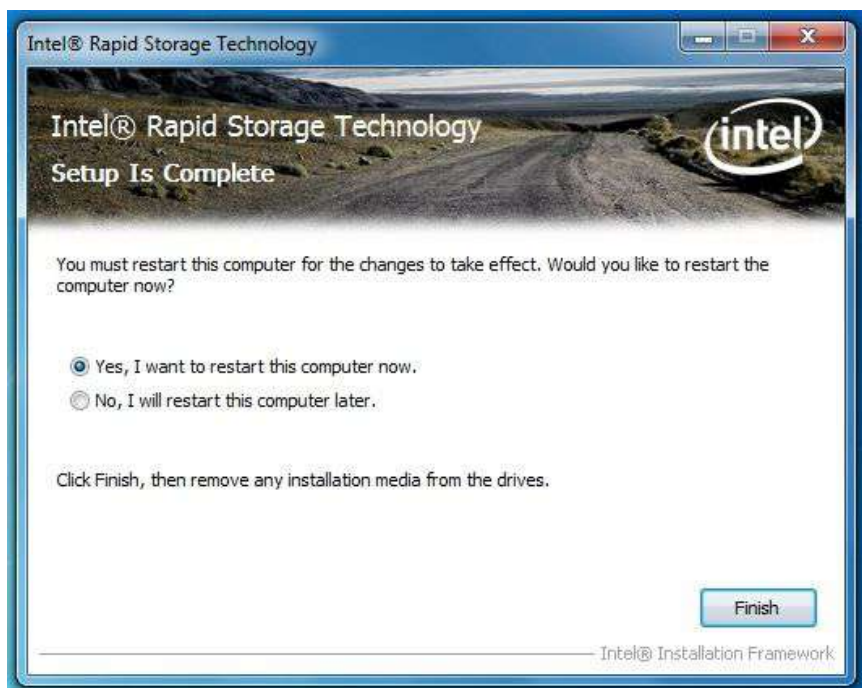 Intel® Rapid Storage Technology
Intel® Rapid Storage Technology
Setup Is Complete
intel
You must restart this computer for the changes to take effect. Would you like to restart the
computer now?
Yes, I want to restart this computer now.
No, I will restart this computer later.
Click Finish, then remove any installation media from the drives.
Finish
Intel® Installation Framework